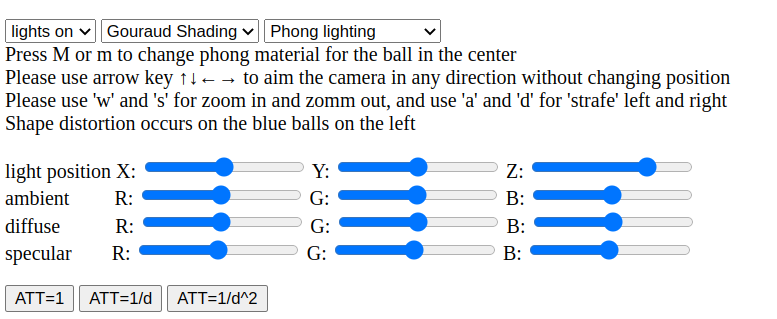 lights on Gouraud Shading Phong lighting
Press M or m to change phong material for the ball in the center
Please use arrow key ↑↓←→ to aim the camera in any direction without changing position
Please use 'w' and 's' for zoom in and zomm out, and use 'a' and 'd' for 'strafe' left and right
Shape distortion occurs on the blue balls on the left
light position X: Y: Z:
ambient R: G: B:
diffuse R: G: B:
specular R: G: B:
ATT=1 ATT=1/d ATT=1/d^2